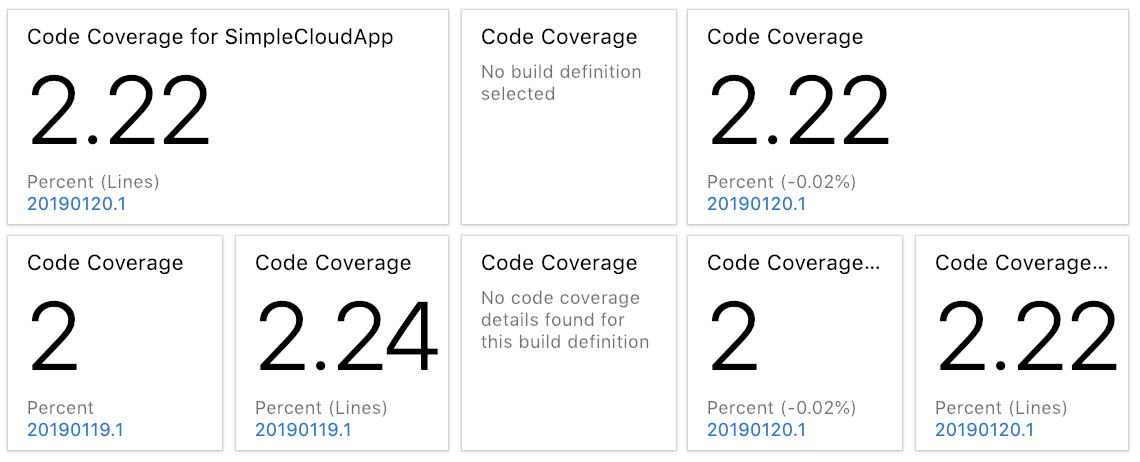 Code Coverage for SimpleCloudApp
2.22
Percent (Lines)
20190120.1
Code Coverage
No build definition
selected
Code Coverage
2.22
Percent (-0.02%)
20190120.1
Code Coverage
2
Percent
20190119.1
Code Coverage
2.24
Percent (Lines)
20190119.1
Code Coverage
No code coverage
details found for
this build definition
Code Coverage...
2
Percent (-0.02%)
20190120.1
Code Coverage...
2.22
Percent (Lines)
20190120.1